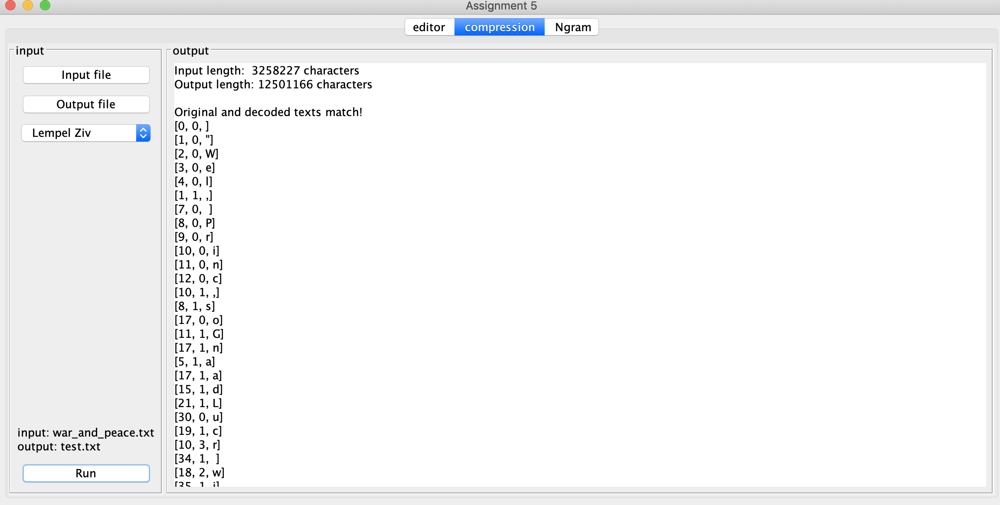 Assignment 5
editor compression Ngram
input
Input file
Output file
Lempel Ziv
input: war_and_peace.txt
output: test.txt
Run
output
Input length:  3258227 characters
Output length: 12501166 characters
Original and decoded texts match!
[0, 0, ]
[1, 0, "]
[2, 0, W]
[3, 0, e]
[4, 0, l]
[1, 1, ,]
[7, 0,  ]
[8, 0, P]
[9, 0, r]
[10, 0, i]
[11, 0, n]
[12, 0, c]
[10, 1, ,]
[8, 1, s]
[17, 0, o]
[11, 1, G]
[17, 1, n]
[5, 1, a]
[17, 1, a]
[15, 1, d]
[21, 1, L]
[30, 0, u]
[19, 1, c]
[10, 3, r]
[34, 1,  ]
[18, 2, w]
[35, 1, i]